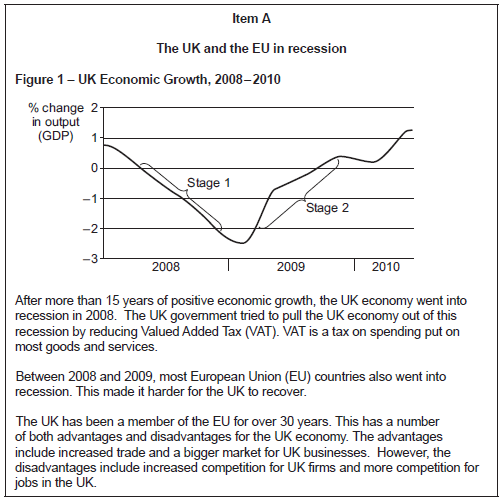 Item A
The UK and the EU in recession
Figure 1 – UK Economic Growth, 2008–2010
% change
in output
(GDP)
2
1
0
–1
–2
–3
Stage 1
Stage 2
2008
2009
2010
After more than 15 years of positive economic growth, the UK economy went into
recession in 2008. The UK government tried to pull the UK economy out of this
recession by reducing Valued Added Tax (VAT). VAT is a tax on spending put on
most goods and services.
Between 2008 and 2009, most European Union (EU) countries also went into
recession. This made it harder for the UK to recover.
The UK has been a member of the EU for over 30 years. This has a number
of both advantages and disadvantages for the UK economy. The advantages
include increased trade and a bigger market for UK businesses. However, the
disadvantages include increased competition for UK firms and more competition for
jobs in the UK.